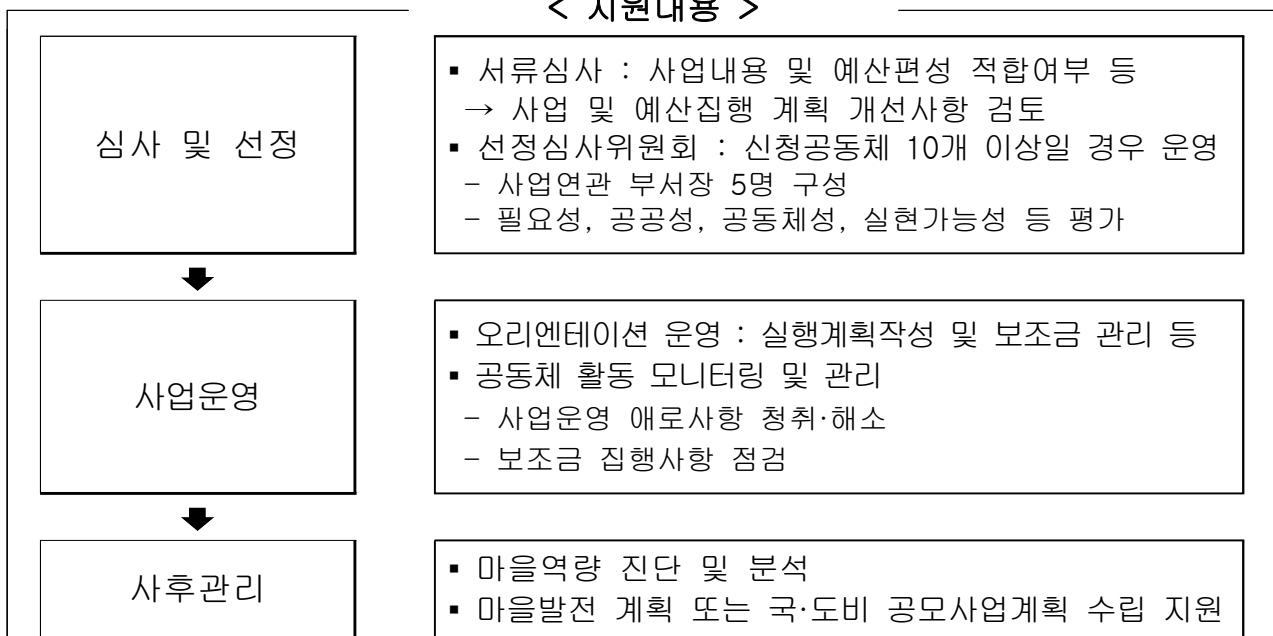 < 지원내용 >
심사 및 선정
▪ 서류심사 : 사업내용 및 예산편성 적합여부 등
→ 사업 및 예산집행 계획 개선사항 검토
▪ 선정심사위원회 : 신청공동체 10개 이상일 경우 운영
- 사업연관 부서장 5명 구성
- 필요성, 공공성, 공동체성, 실현가능성 등 평가
사업운영
▪ 오리엔테이션 운영 : 실행계획작성 및 보조금 관리 등
▪ 공동체 활동 모니터링 및 관리
- 사업운영 애로사항 청취·해소
- 보조금 집행사항 점검
사후관리
▪ 마을역량 진단 및 분석
▪ 마을발전 계획 또는 국·도비 공모사업계획 수립 지원